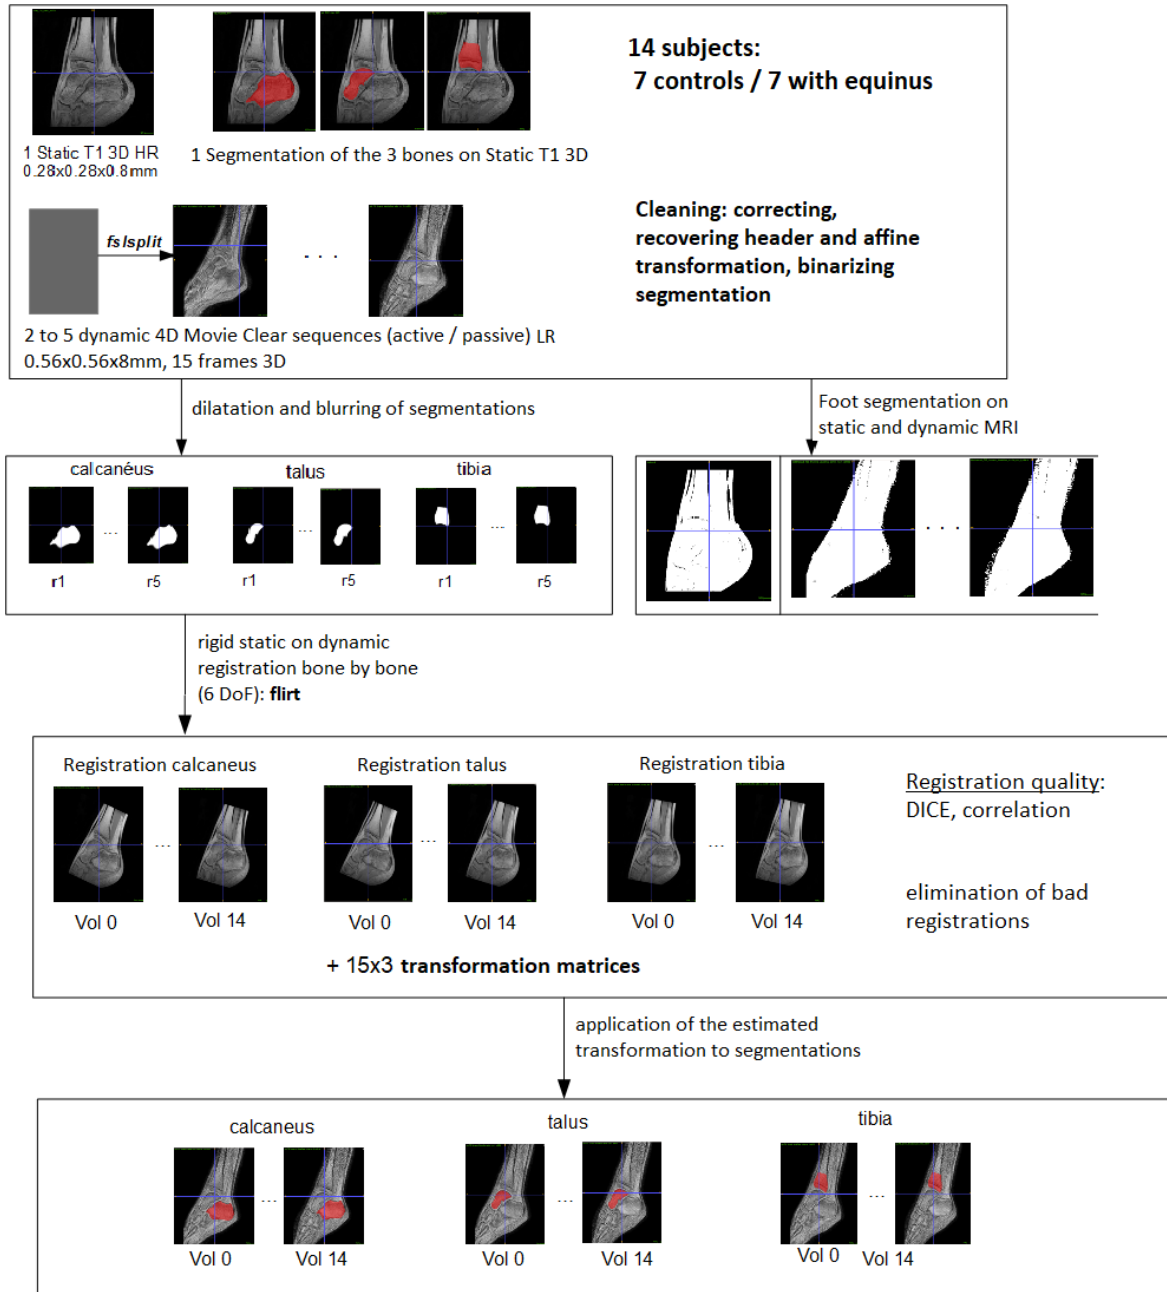 14 subjects:
7 controls / 7 with equinus
1 Static T1 3D HR
0.28x0.28x0.8mm
1 Segmentation of the 3 bones on Static T1 3D
fslsplit
. . .
Cleaning: correcting,
recovering header and affine
transformation, binarizing
segmentation
2 to 5 dynamic 4D Movie Clear sequences (active / passive) LR
0.56x0.56x8mm, 15 frames 3D
dilatation and blurring of segmentations
Foot segmentation on
static and dynamic MRI
calcanéus
talus
tibia
...
...
...
. . .
r1
r5
r1
r5
r1
r5
rigid static on dynamic
registration bone by bone
(6 DoF): flirt
Registration calcaneus
Registration talus
Registration tibia
...
...
...
Vol 0
Vol 14
Vol 0
Vol 14
Vol 0
Vol 14
Registration quality:
DICE, correlation
elimination of bad
registrations
+ 15x3 transformation matrices
application of the estimated
transformation to segmentations
calcaneus
talus
tibia
...
...
...
Vol 0
Vol 14
Vol 0
Vol 14
Vol 0
Vol 14